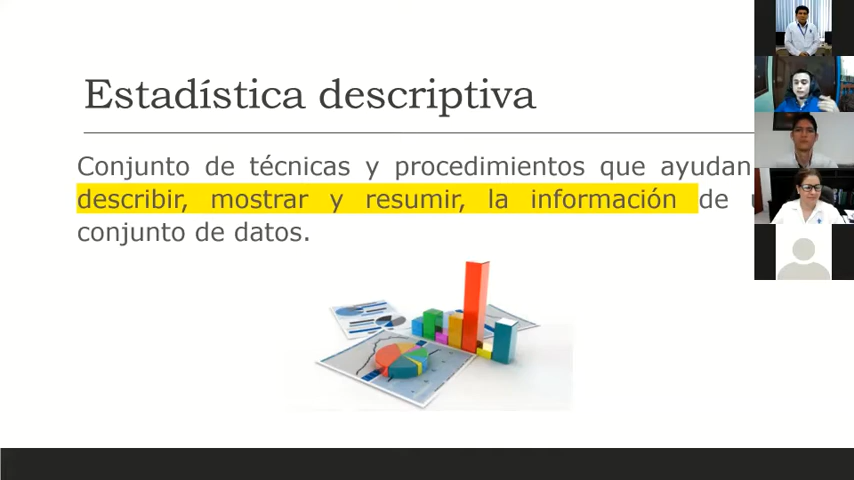 Estadística descriptiva
Conjunto de técnicas y procedimientos que ayudan
describir, mostrar y resumir, la información de
conjunto de datos.